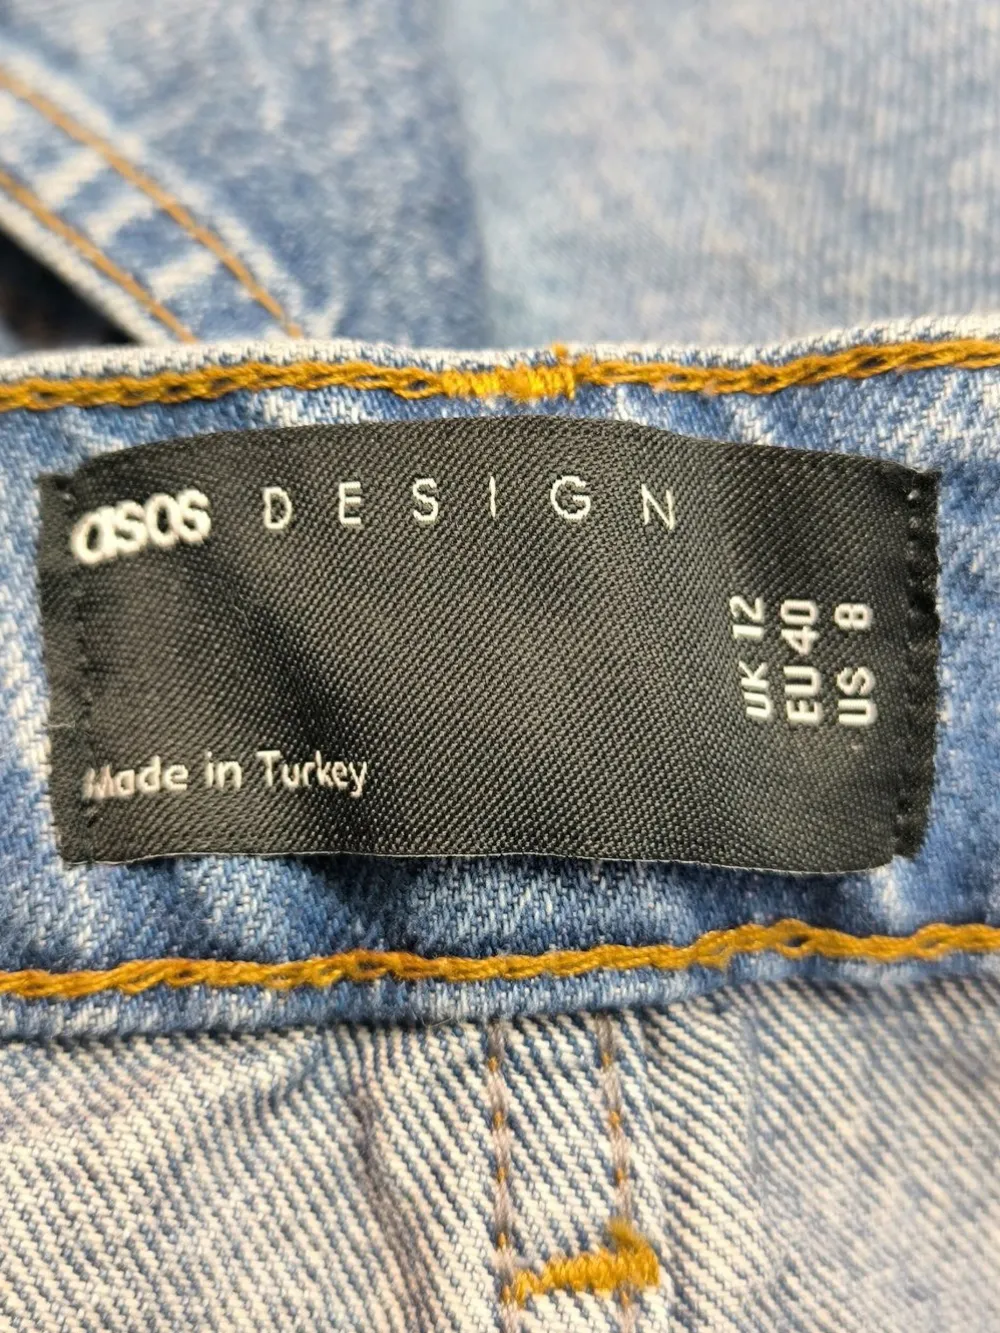 asos DESIGN
UK 12
EU 40
US 8
Made in Turkey